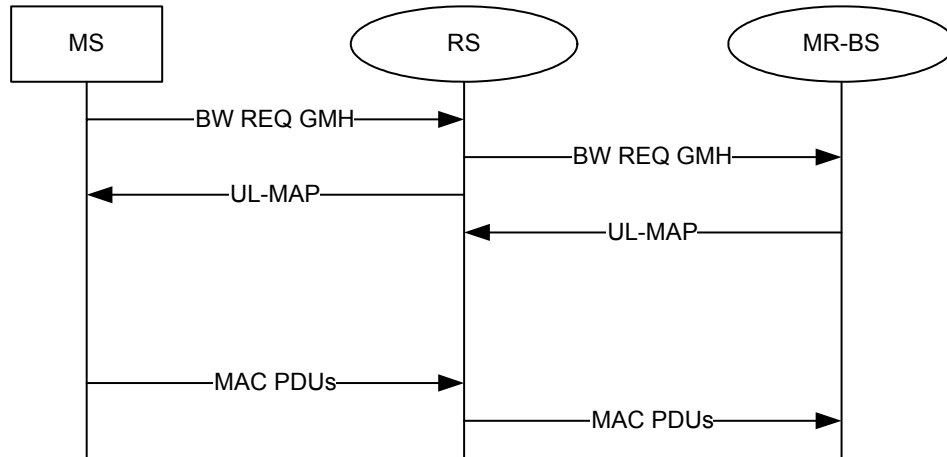 MS
RS
MR-BS
BW REQ GMH
BW REQ GMH
UL-MAP
UL-MAP
MAC PDUs
MAC PDUs